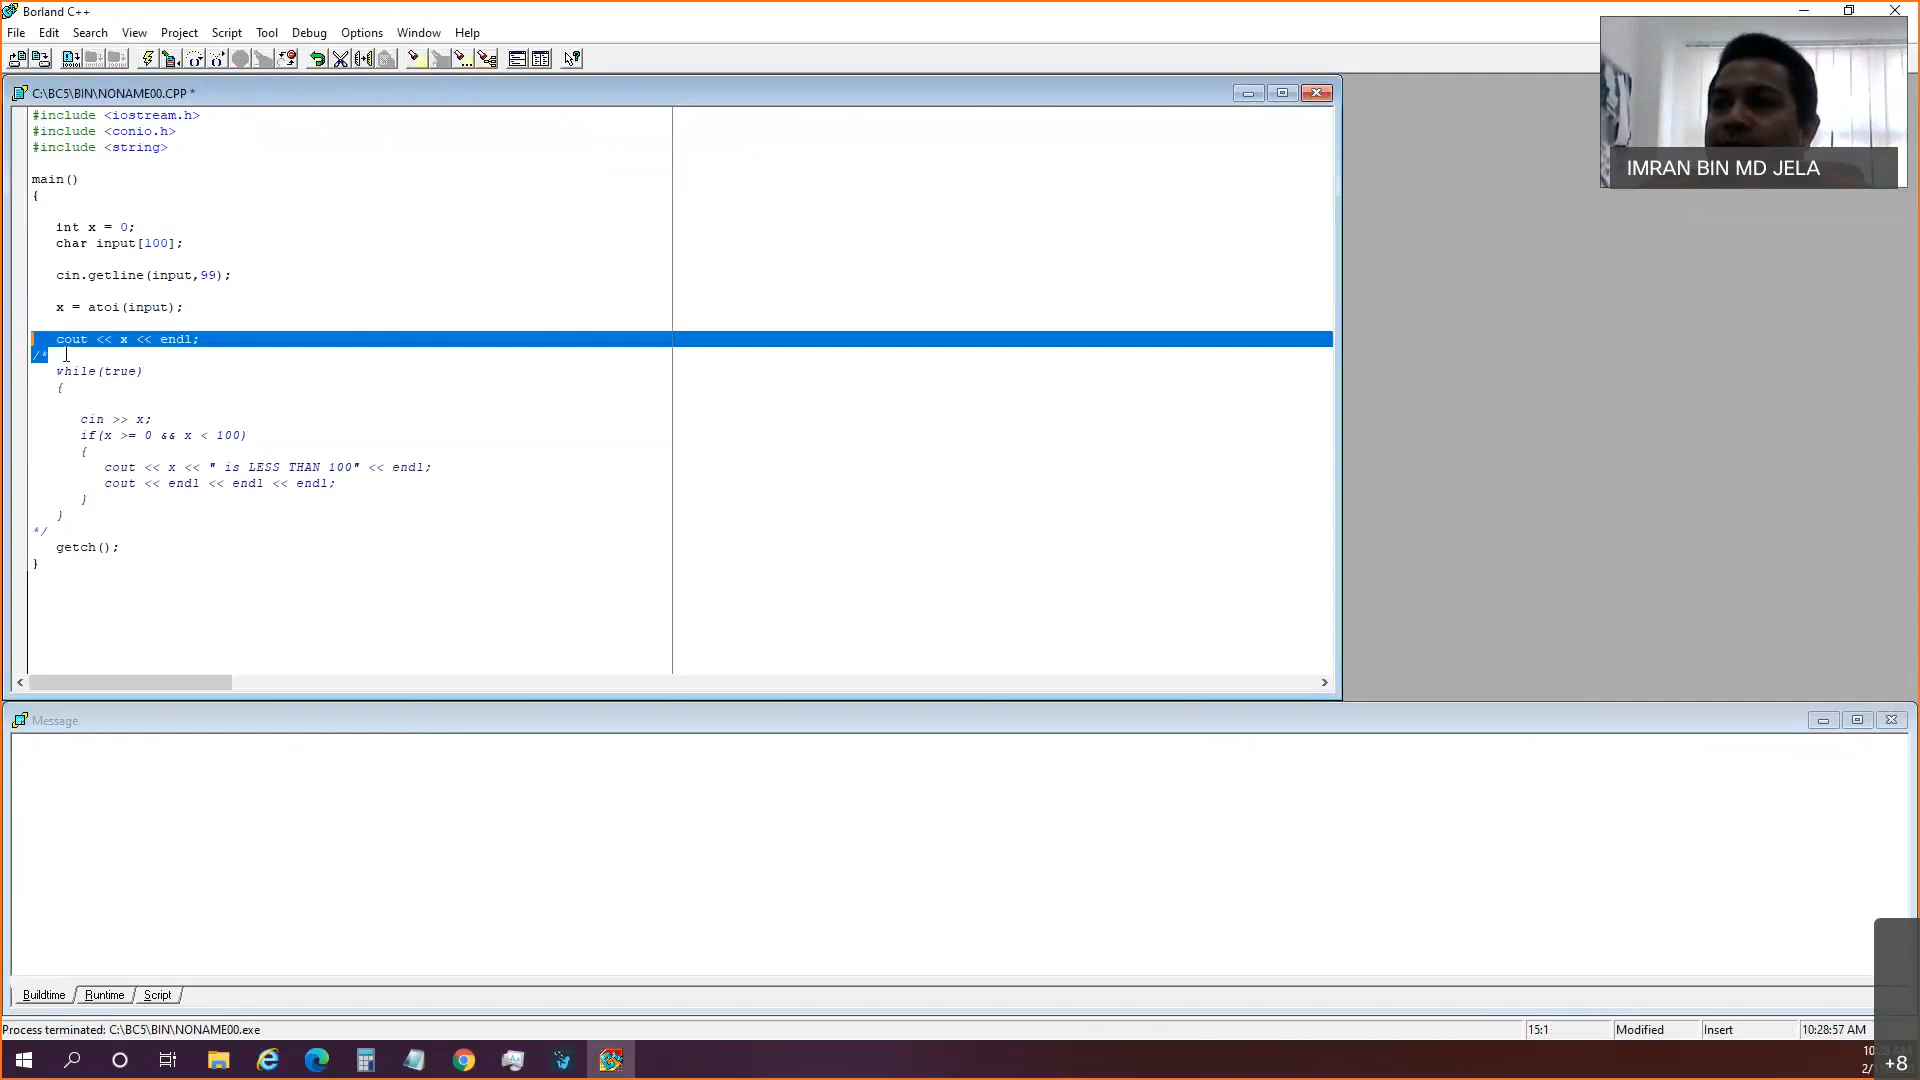 Borland C++
File Edit Search View Project Script Tool Debug Options Window Help
C:\BC5\BIN\NONAME00.CPP *
#include <iostream.h>
#include <conio.h>
#include <string>
main()
{
int x = 0;
char input[100];
cin.getline(input,99);
x = atoi(input);
cout << x << endl;
/*
while(true)
{
cin >> x;
if(x >= 0 && x < 100)
{
cout << x << " is LESS THAN 100" << endl;
cout << endl << endl << endl;
}
}
*/
getch();
}
IMRAN BIN MD JELA
Message
Buildtime Runtime Script
Process terminated: C:\BC5\BIN\NONAME00.exe 15:1 Modified Insert 10:28:57 AM
+8